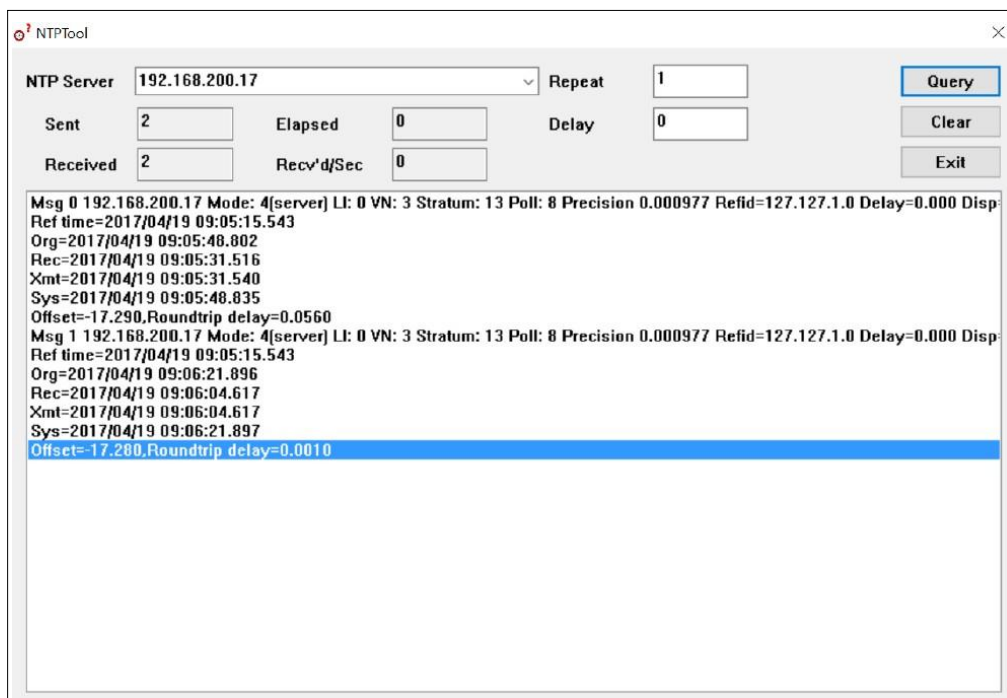 NTPTool
NTP Server 192.168.200.17 Repeat 1 Query
Sent 2 Elapsed 0 Delay 0 Clear
Received 2 Recv'd/Sec 0 Exit
Msg 0 192.168.200.17 Mode: 4(server) LI: 0 VN: 3 Stratum: 13 Poll: 8 Precision 0.000977 Refid=127.127.1.0 Delay=0.000 Disp
Ref time=2017/04/19 09:05:15.543
Org=2017/04/19 09:05:48.802
Rec=2017/04/19 09:05:31.516
Xmt=2017/04/19 09:05:31.540
Sys=2017/04/19 09:05:48.835
Offset=-17.290,Roundtrip delay=0.0560
Msg 1 192.168.200.17 Mode: 4(server) LI: 0 VN: 3 Stratum: 13 Poll: 8 Precision 0.000977 Refid=127.127.1.0 Delay=0.000 Disp
Ref time=2017/04/19 09:05:15.543
Org=2017/04/19 09:06:21.896
Rec=2017/04/19 09:06:04.617
Xmt=2017/04/19 09:06:04.617
Sys=2017/04/19 09:06:21.897
Offset=-17.280,Roundtrip delay=0.0010